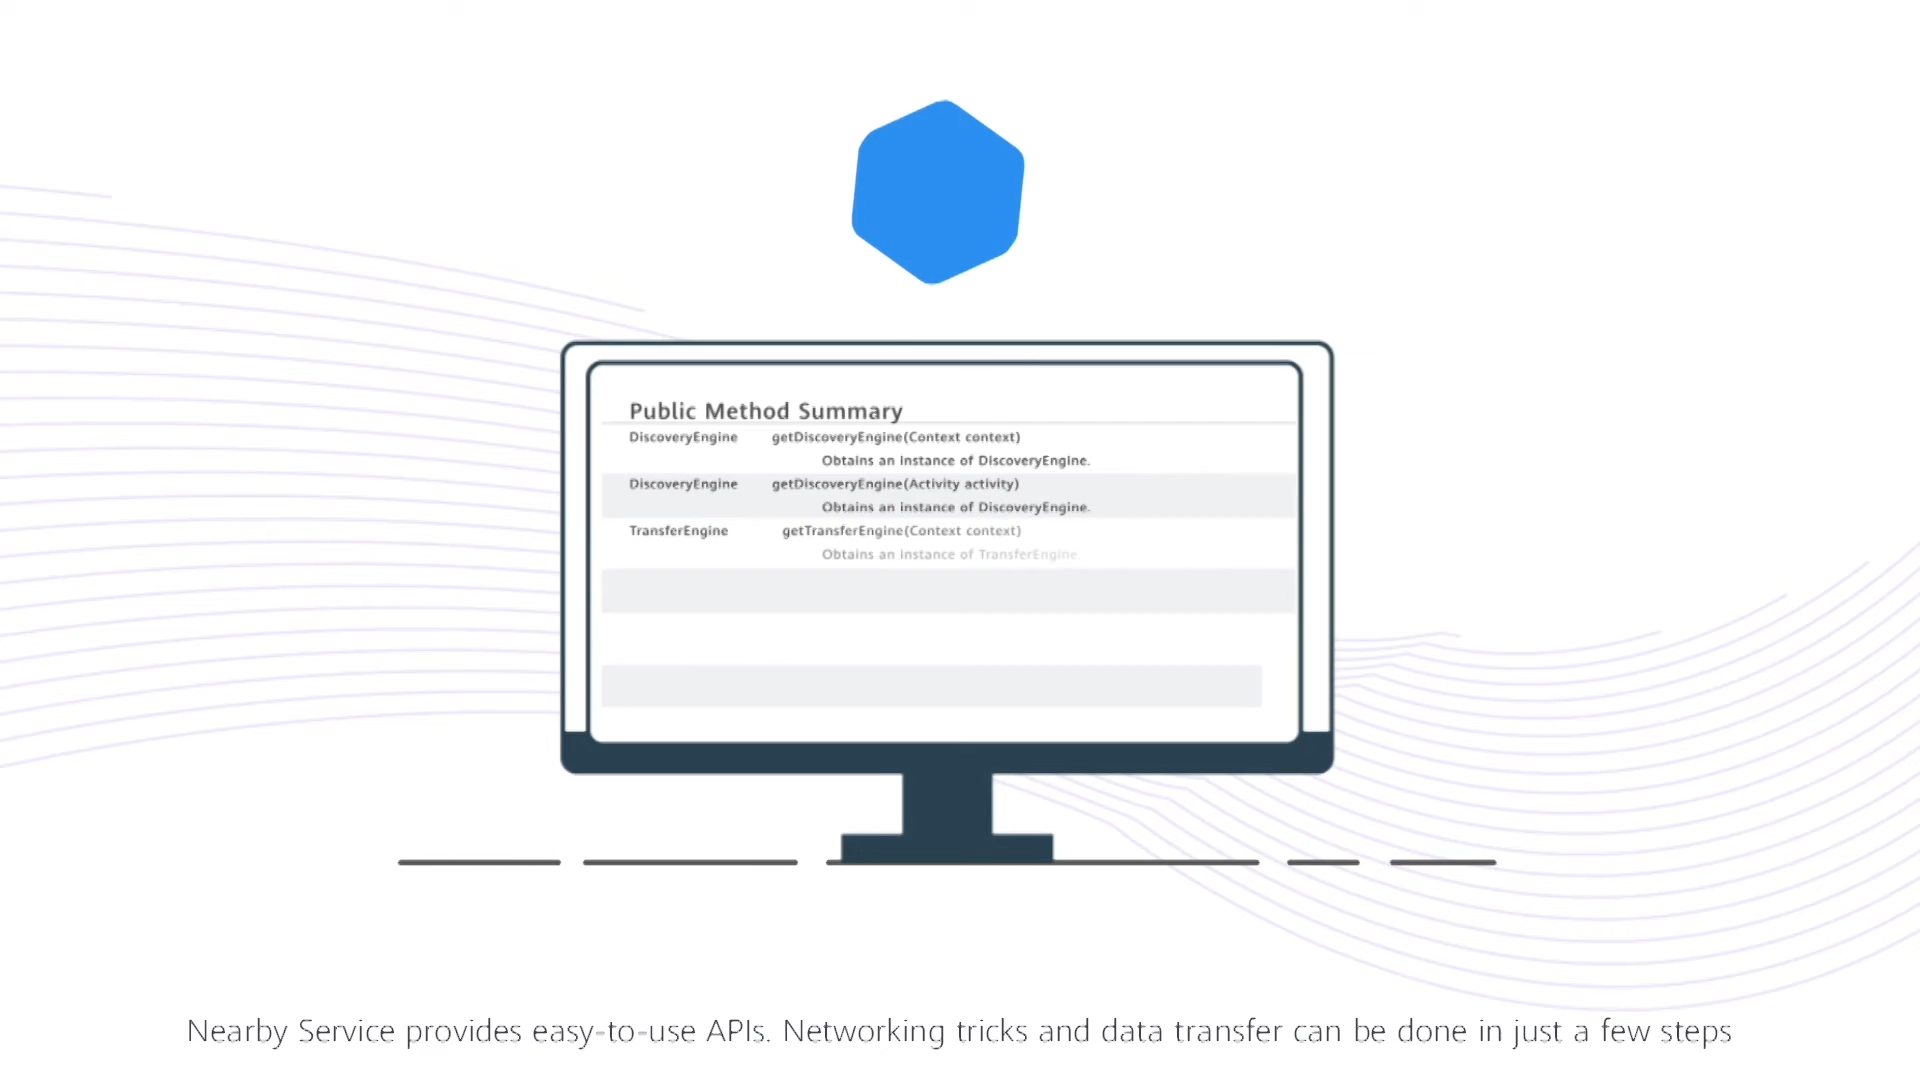 Public Method Summary
DiscoveryEngine getDiscoveryEngine(Context context)
Obtains an instance of DiscoveryEngine.
DiscoveryEngine getDiscoveryEngine(Activity activity)
Obtains an instance of DiscoveryEngine.
TransferEngine getTransferEngine(Context context)
Obtains an instance of TransferEngine.
Nearby Service provides easy-to-use APIs. Networking tricks and data transfer can be done in just a few steps